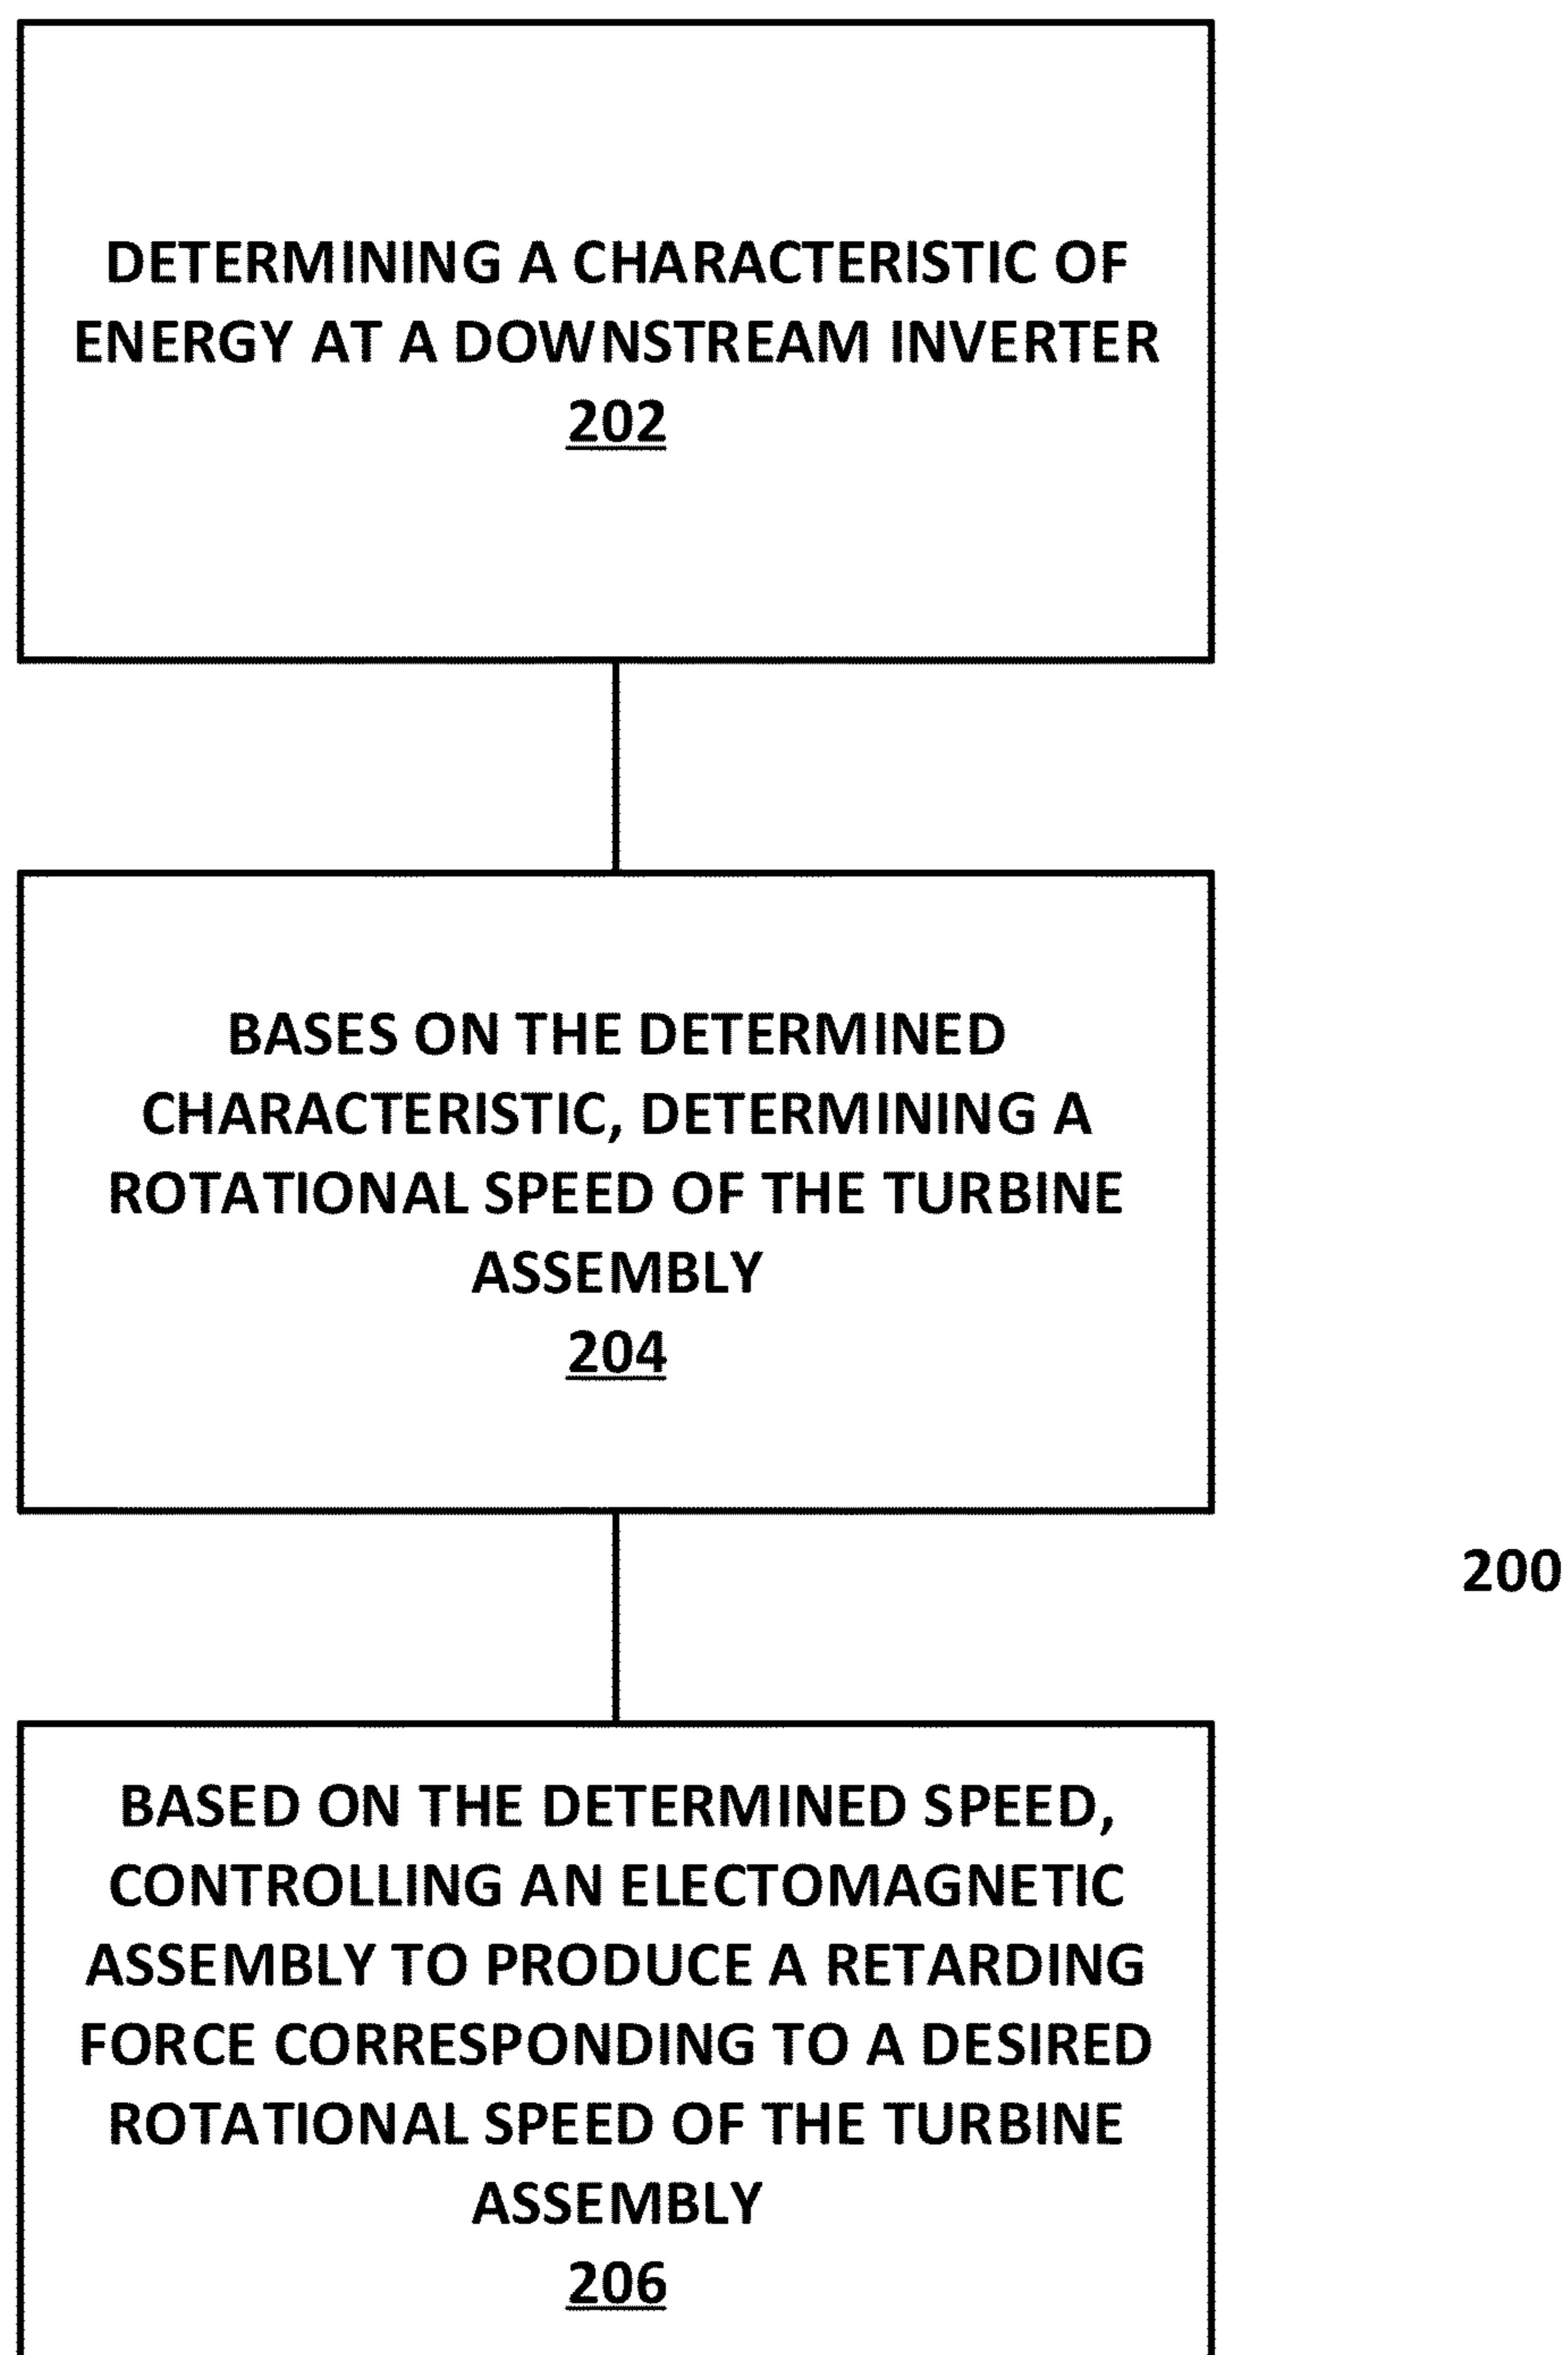 DETERMINING A CHARACTERISTIC OF
ENERGY AT A DOWNSTREAM INVERTER
202
BASES ON THE DETERMINED
CHARACTERISTIC, DETERMINING A
ROTATIONAL SPEED OF THE TURBINE
ASSEMBLY
204
200
BASED ON THE DETERMINED SPEED,
CONTROLLING AN ELECTOMAGNETIC
ASSEMBLY TO PRODUCE A RETARDING
FORCE CORRESPONDING TO A DESIRED
ROTATIONAL SPEED OF THE TURBINE
ASSEMBLY
206